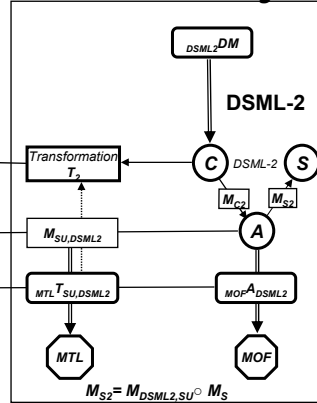 DSML2DM
DSML-2
Transformation
T2
C
DSML-2
S
MC2
MS2
MSU,DSML2
A
MTLTSU,DSML2
MOFADSML2
MTL
MOF
MS2= MDSML2,SU○ MS